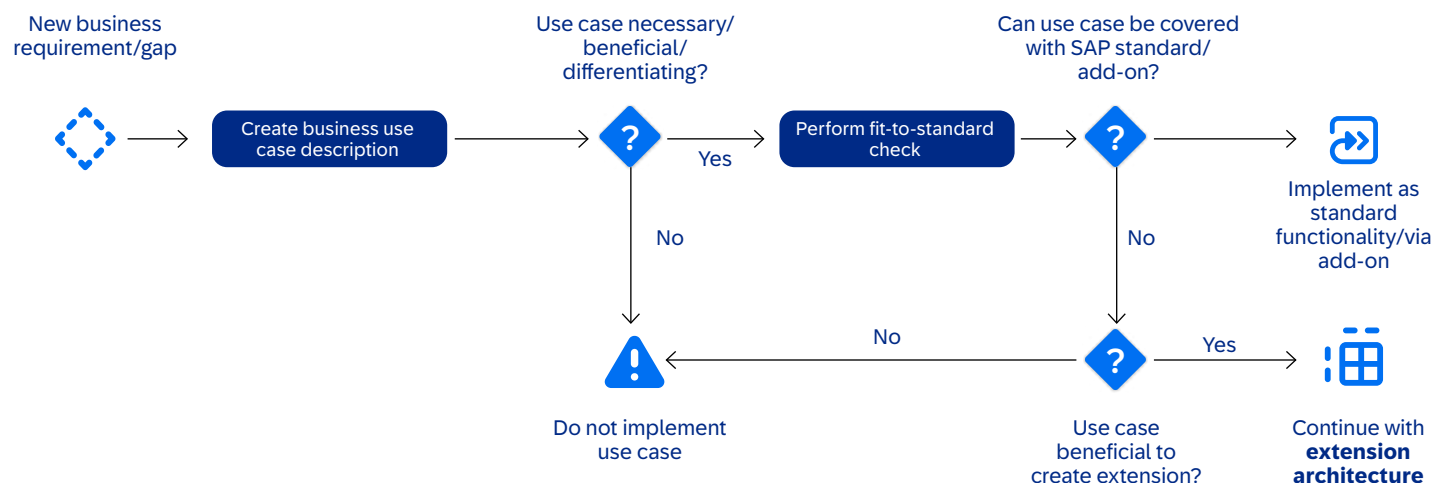 New business
requirement/gap
Use case necessary/
beneficial/
differentiating?
Can use case be covered
with SAP standard/
add-on?
Create business use
case description
?
Yes
Perform fit-to-standard
check
?
Implement as
standard
functionality/via
add-on
No
No
No
?
Yes
Do not implement
use case
Use case
beneficial to
create extension?
Continue with
extension
architecture